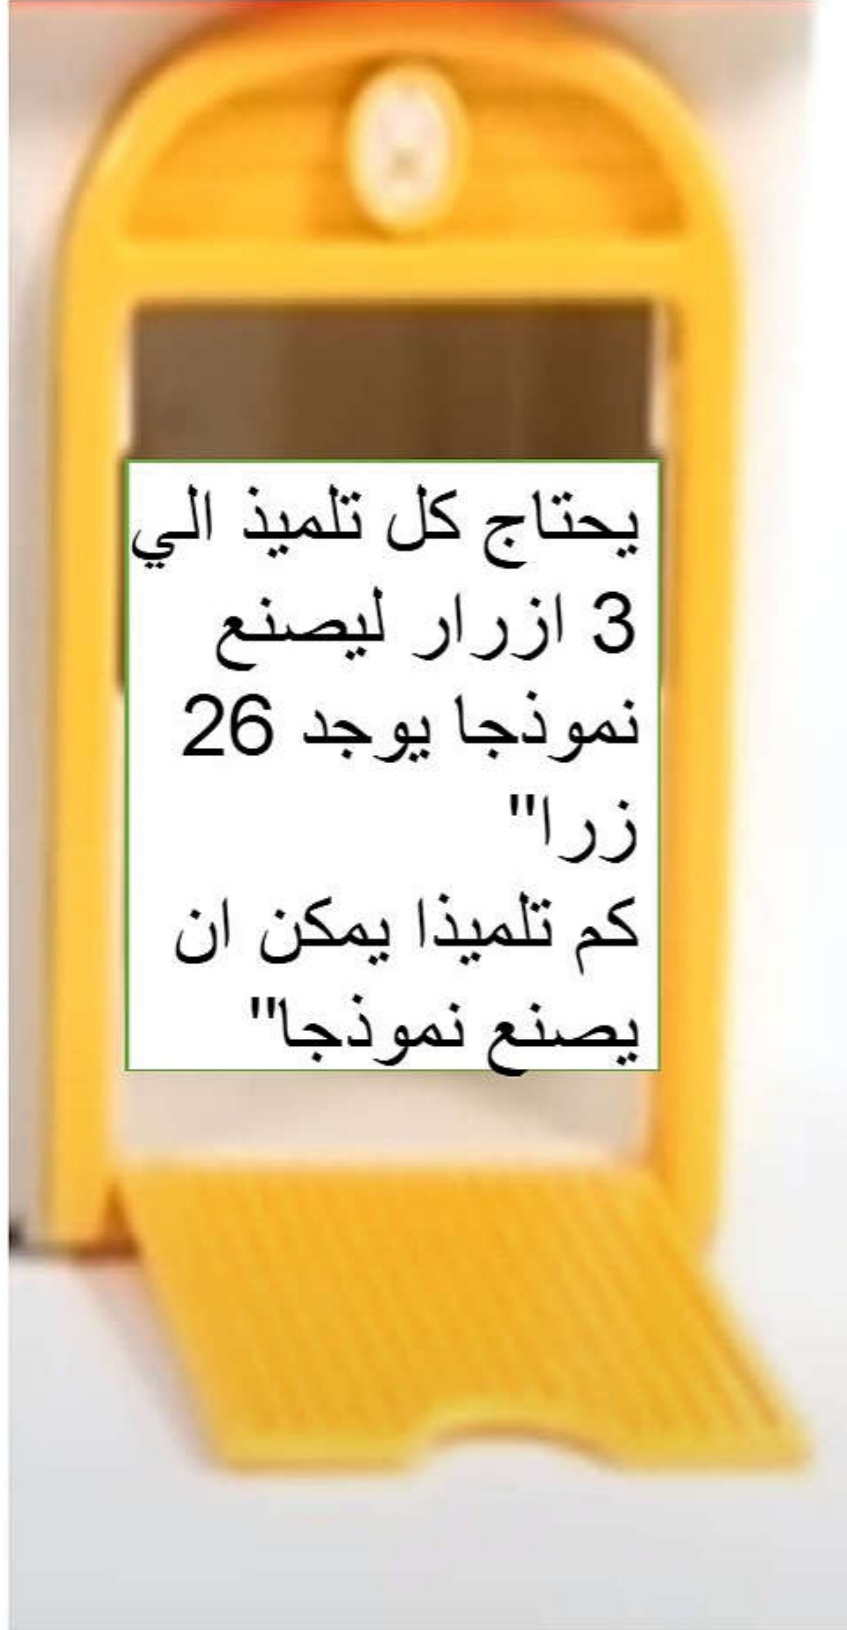 يحتاج كل تلميذ الي
3 ازرار ليصنع
نموذجا يوجد 26
زرا"
كم تلميذا يمكن ان
يصنع نموذجا"